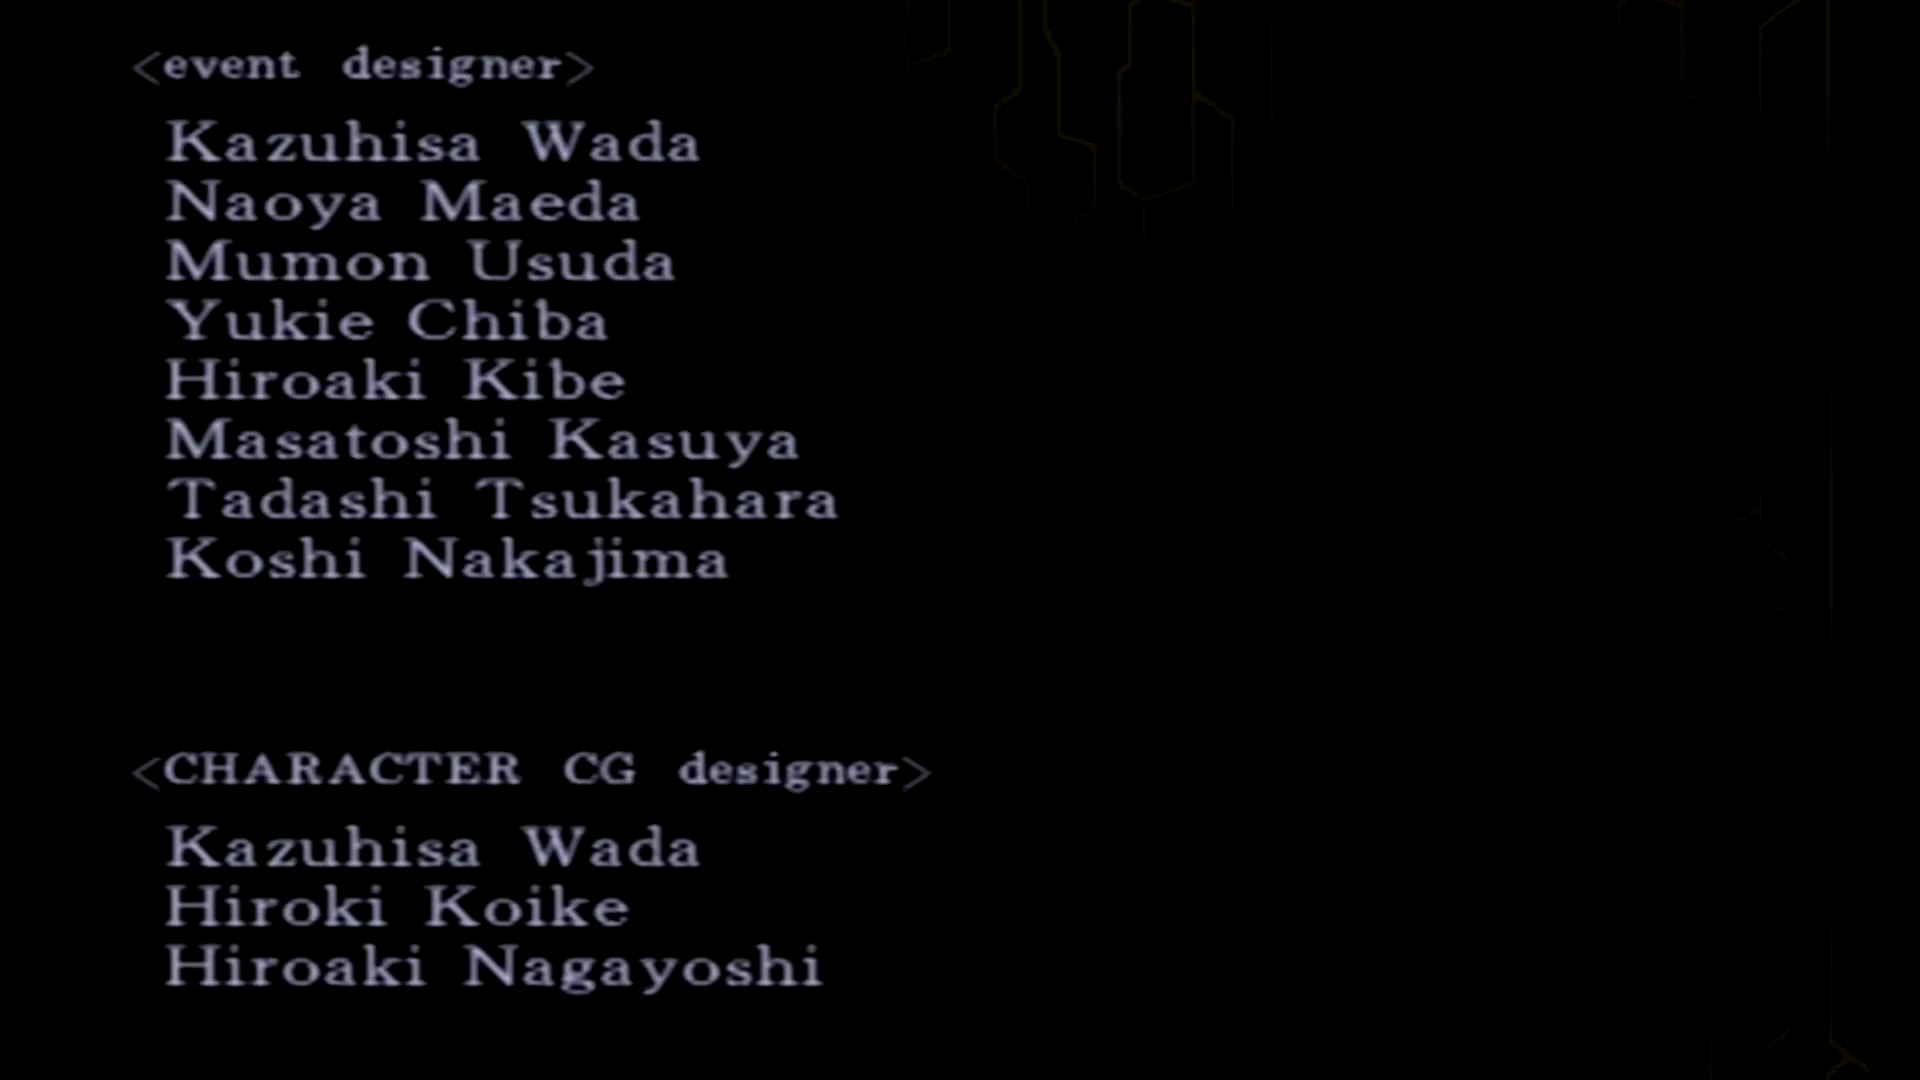 <event designer>
Kazuhisa Wada
Naoya Maeda
Mumon Usuda
Yukie Chiba
Hiroaki Kibe
Masatoshi Kasuya
Tadashi Tsukahara
Koshi Nakajima
<CHARACTER CG designer>
Kazuhisa Wada
Hiroki Koike
Hiroaki Nagayoshi